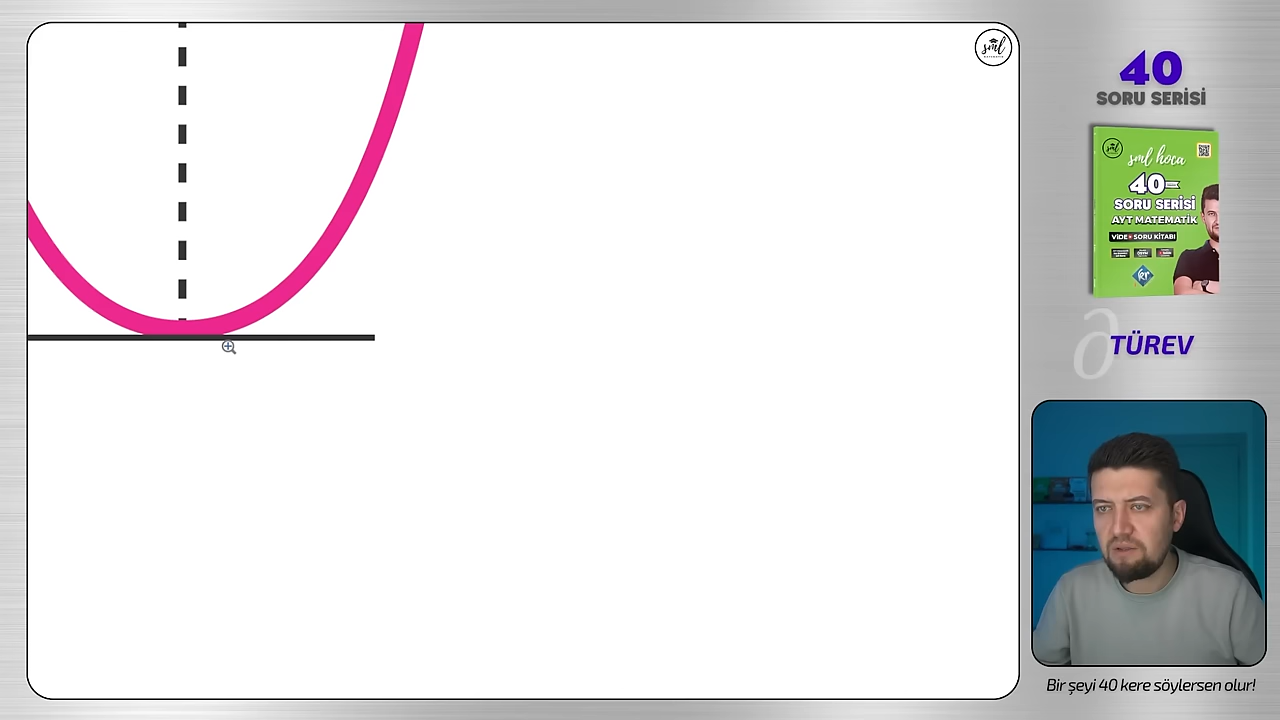 sml
40
SORU SERİSİ
sml hoca
40
SORU SERİSİ
AYT MATEMATİK
VİDEO SORU KİTABI
TÜREV
Bir şeyi 40 kere söylersen olur!